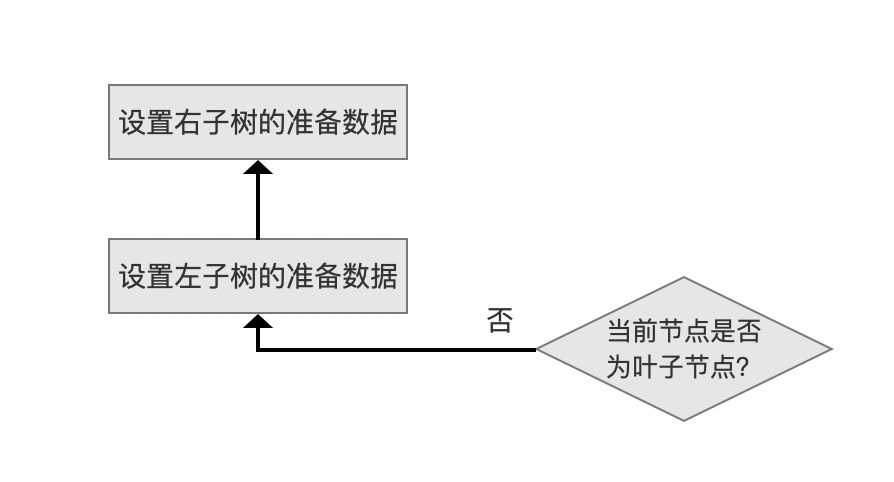 设置右子树的准备数据
设置左子树的准备数据
否
当前节点是否
为叶子节点?